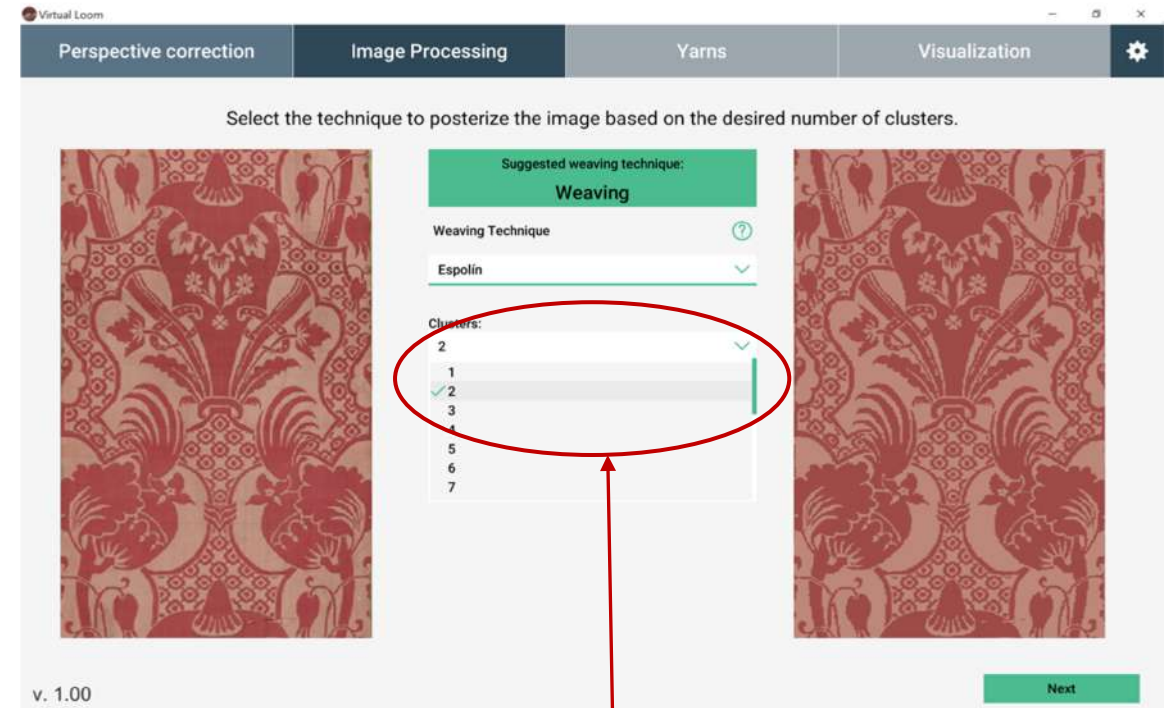 Virtual Loom
Perspective correction
Image Processing
Yarns
Visualization
Select the technique to posterize the image based on the desired number of clusters.
Suggested weaving technique:
Weaving
Weaving Technique
?
Espolín
Clusters:
2
1
2
3
4
5
6
7
v. 1.00
Next